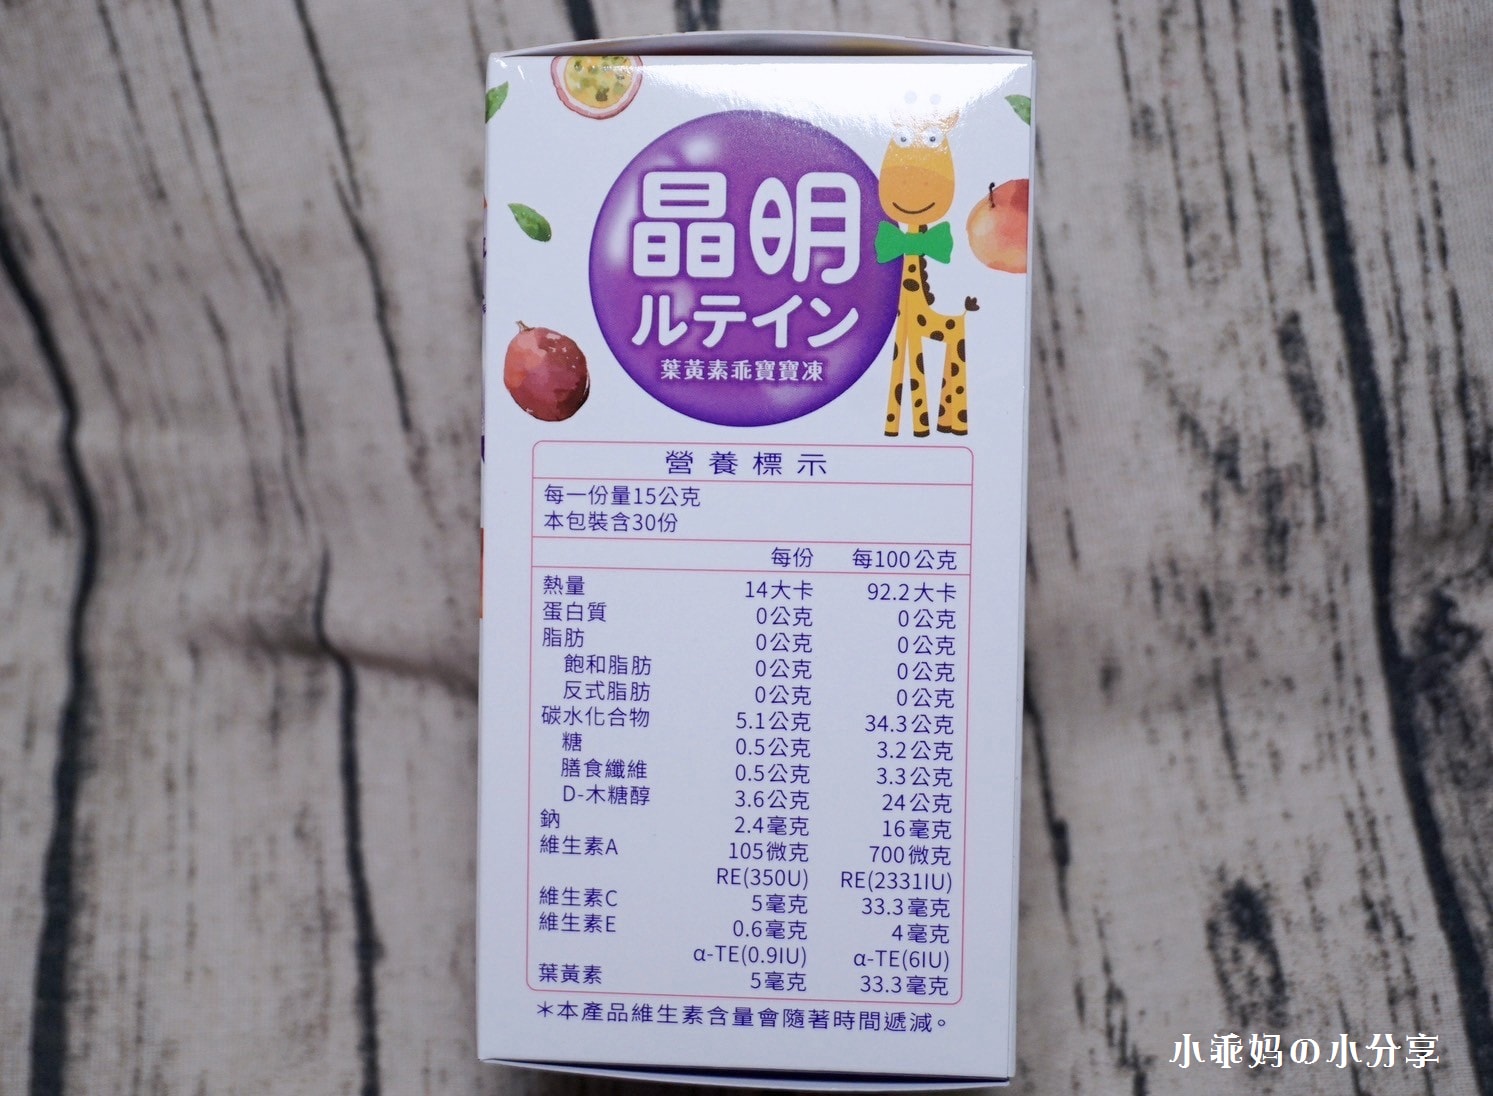 晶明
ルテイン
葉黃素乖寶寶凍
營養標示
每一份量15公克
本包裝含30份
每份 每100公克
熱量 14大卡 92.2大卡
蛋白質 0公克 0公克
脂肪 0公克 0公克
飽和脂肪 0公克 0公克
反式脂肪 0公克 0公克
碳水化合物 5.1公克 34.3公克
糖 0.5公克 3.2公克
膳食纖維 0.5公克 3.3公克
D-木糖醇 3.6公克 24公克
鈉 2.4毫克 16毫克
維生素A 105微克 700微克
RE(350U) RE(2331IU)
維生素C 5毫克 33.3毫克
維生素E 0.6毫克 4毫克
α-TE(0.9IU) α-TE(6IU)
葉黃素 5毫克 33.3毫克
＊本產品維生素含量會隨著時間遞減。
小乖妈の小分享